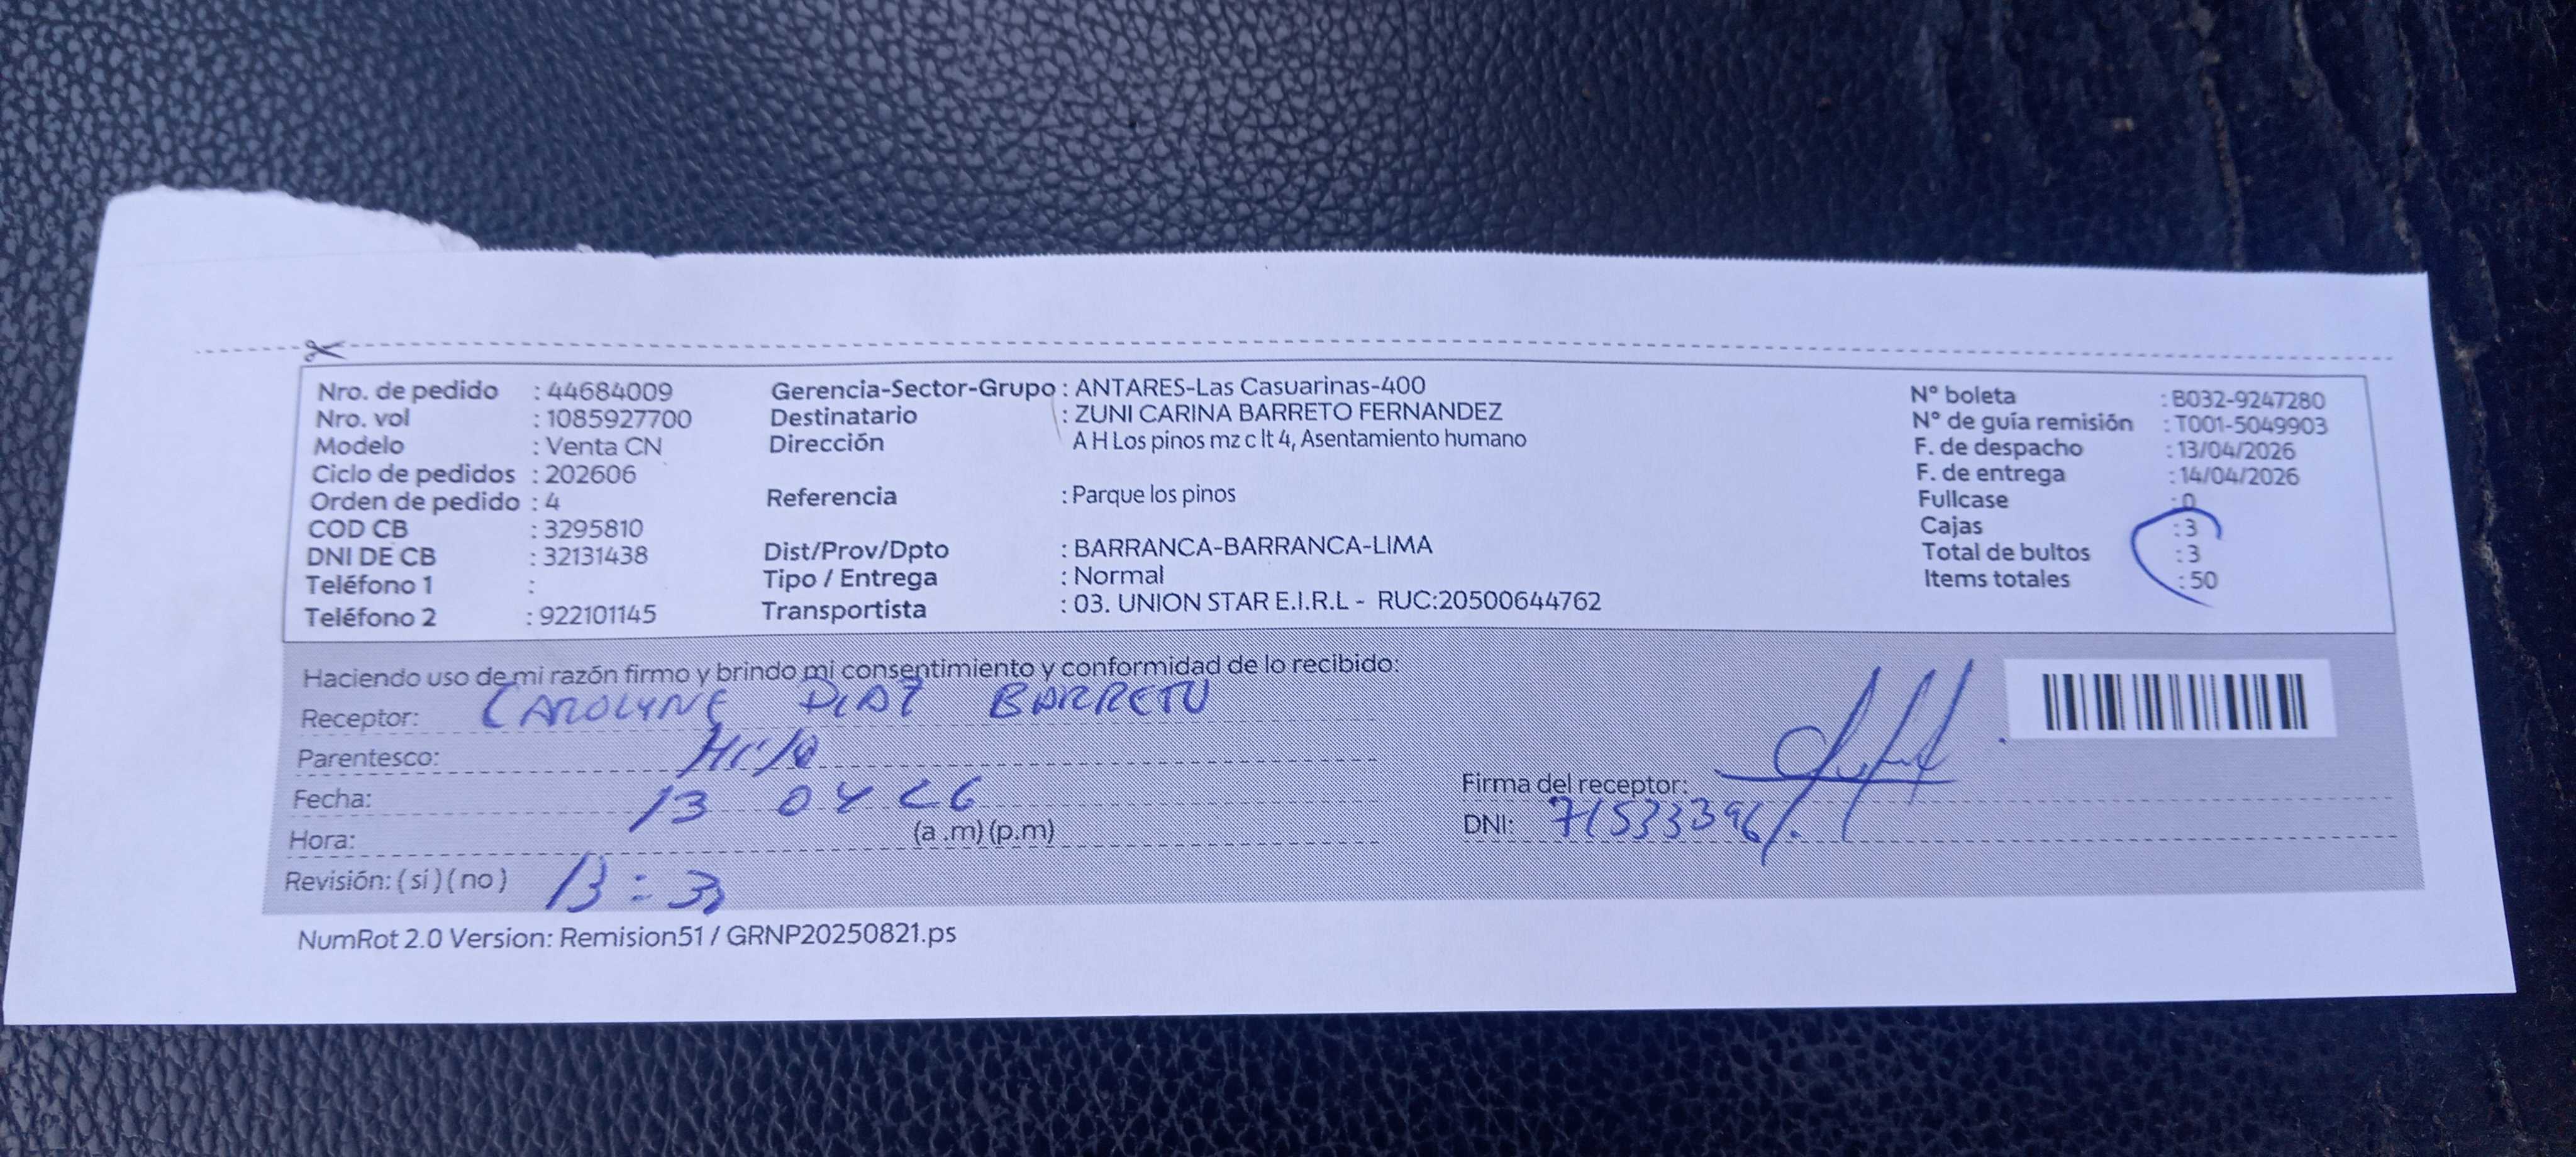 Nro. de pedido : 44684009
Nro. vol : 1085927700
Modelo : Venta CN
Ciclo de pedidos : 202606
Orden de pedido : 4
COD CB : 3295810
DNI DE CB : 32131438
Teléfono 1 :
Teléfono 2 : 922101145
Gerencia-Sector-Grupo : ANTARES-Las Casuarinas-400
Destinatario : ZUNI CARINA BARRETO FERNANDEZ
Dirección A H Los pinos mz c lt 4, Asentamiento humano
Referencia : Parque los pinos
Dist/Prov/Dpto : BARRANCA-BARRANCA-LIMA
Tipo / Entrega : Normal
Transportista : 03. UNION STAR E.I.R.L - RUC:20500644762
N° boleta : B032-9247280
N° de guía remisión : T001-5049903
F. de despacho : 13/04/2026
F. de entrega : 14/04/2026
Fullcase : 0
Cajas : 3
Total de bultos : 3
Items totales : 50
Haciendo uso de mi razón firmo y brindo mi consentimiento y conformidad de lo recibido:
Receptor: CAROLYNE DIAZ BARRETO
Parentesco: Hija
Fecha: 13 04 26
Hora: (a .m) (p.m)
Revisión: ( si ) ( no )
Firma del receptor:
DNI: 71533396
NumRot 2.0 Version: Remision51 / GRNP20250821.ps